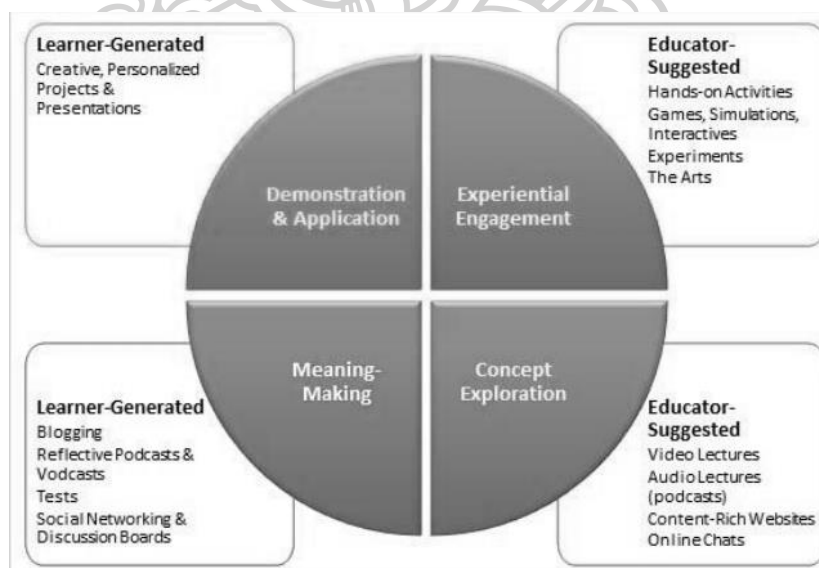 Learner-Generated
Creative, Personalized
Projects &
Presentations
Educator-
Suggested
Hands-on Activities
Games, Simulations,
Interactives
Experiments
The Arts
Demonstration
& Application
Experiential
Engagement
Meaning-
Making
Concept
Exploration
Learner-Generated
Blogging
Reflective Podcasts &
Vodcasts
Tests
Social Networking &
Discussion Boards
Educator-
Suggested
Video Lectures
Audio Lectures
(podcasts)
Content-Rich Websites
Online Chats